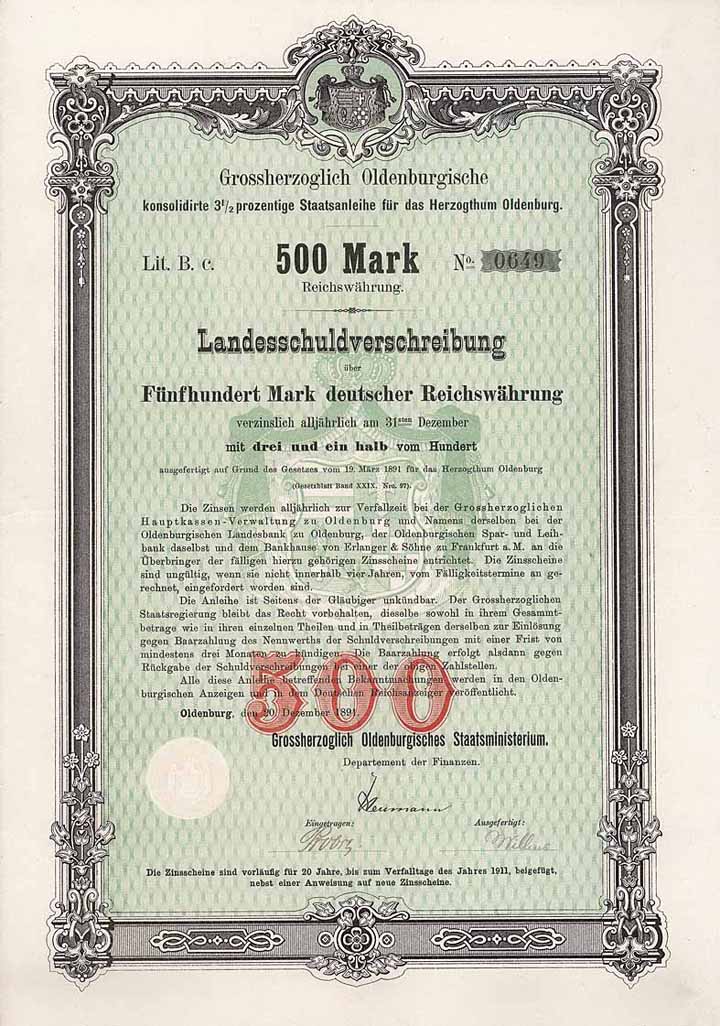 Grossherzoglich Oldenburgische
konsolidirte 3 1/2 prozentige Staatsanleihe für das Herzogthum Oldenburg.
Lit. B. c. 500 Mark No. 0649
Reichswährung.
Landesschuldverschreibung
über
Fünfhundert Mark deutscher Reichswährung
verzinslich alljährlich am 31sten Dezember
mit drei und ein halb vom Hundert
ausgefertigt auf Grund des Gesetzes vom 19. März 1891 für das Herzogthum Oldenburg
(Gesetzblatt Band XXIX. Nro. 97).
Die Zinsen werden alljährlich zur Verfallzeit bei der Grossherzoglichen
Hauptkassen-Verwaltung zu Oldenburg und Namens derselben bei der
Oldenburgischen Landesbank zu Oldenburg, der Oldenburgischen Spar- und Leih-
bank daselbst und dem Bankhause von Erlanger & Söhne zu Frankfurt a. M. an die
Überbringer der fälligen hierzu gehörigen Zinsscheine entrichtet. Die Zinsscheine
sind ungültig, wenn sie nicht innerhalb vier Jahren, vom Fälligkeitstermine an ge-
rechnet, eingefordert worden sind.
Die Anleihe ist Seitens der Gläubiger unkündbar. Der Grossherzoglichen
Staatsregierung bleibt das Recht vorbehalten, dieselbe sowohl in ihrem Gesammt-
betrage wie in ihren einzelnen Theilen und in Theilbeträgen derselben zur Einlösung
gegen Baarzahlung des Nennwerths der Schuldverschreibungen mit einer Frist von
mindestens drei Monaten zu kündigen. Die Baarzahlung erfolgt alsdann gegen
Rückgabe der Schuldverschreibungen bei einer der obigen Zahlstellen.
Alle diese Anleihe betreffenden Bekanntmachungen werden in den Olden-
burgischen Anzeigen und in dem Deutschen Reichsanzeiger veröffentlicht.
500
Oldenburg, den 20. Dezember 1891.
Grossherzoglich Oldenburgisches Staatsministerium.
Departement der Finanzen.
Heumann
Eingetragen: Ausgefertigt:
Die Zinsscheine sind vorläufig für 20 Jahre, bis zum Verfalltage des Jahres 1911, beigefügt,
nebst einer Anweisung auf neue Zinsscheine.